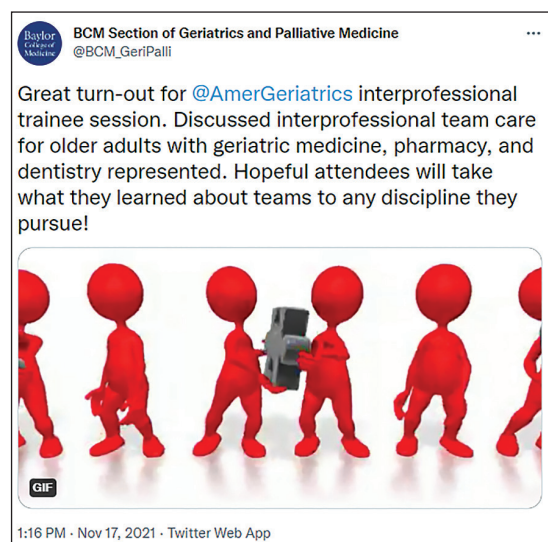 Baylor
College of
Medicine
BCM Section of Geriatrics and Palliative Medicine
@BCM_GeriPalli
Great turn-out for @AmerGeriatrics interprofessional
trainee session. Discussed interprofessional team care
for older adults with geriatric medicine, pharmacy, and
dentistry represented. Hopeful attendees will take
what they learned about teams to any discipline they
pursue!
GIF
1:16 PM · Nov 17, 2021 · Twitter Web App